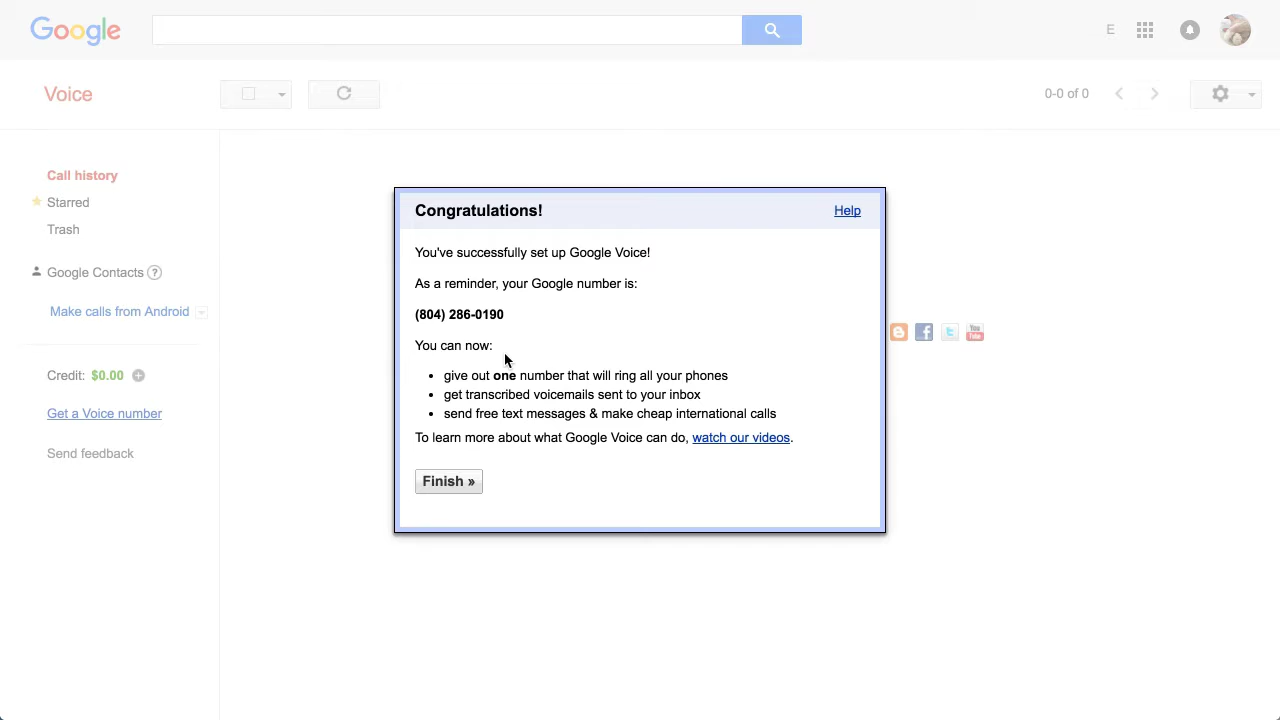 Google
E
Voice
0-0 of 0
Call history
Starred
Trash
Google Contacts ?
Make calls from Android
Credit: $0.00
Get a Voice number
Send feedback
Congratulations!
Help
You've successfully set up Google Voice!
As a reminder, your Google number is:
(804) 286-0190
You can now:
• give out one number that will ring all your phones
• get transcribed voicemails sent to your inbox
• send free text messages & make cheap international calls
To learn more about what Google Voice can do, watch our videos.
Finish »
You Tube